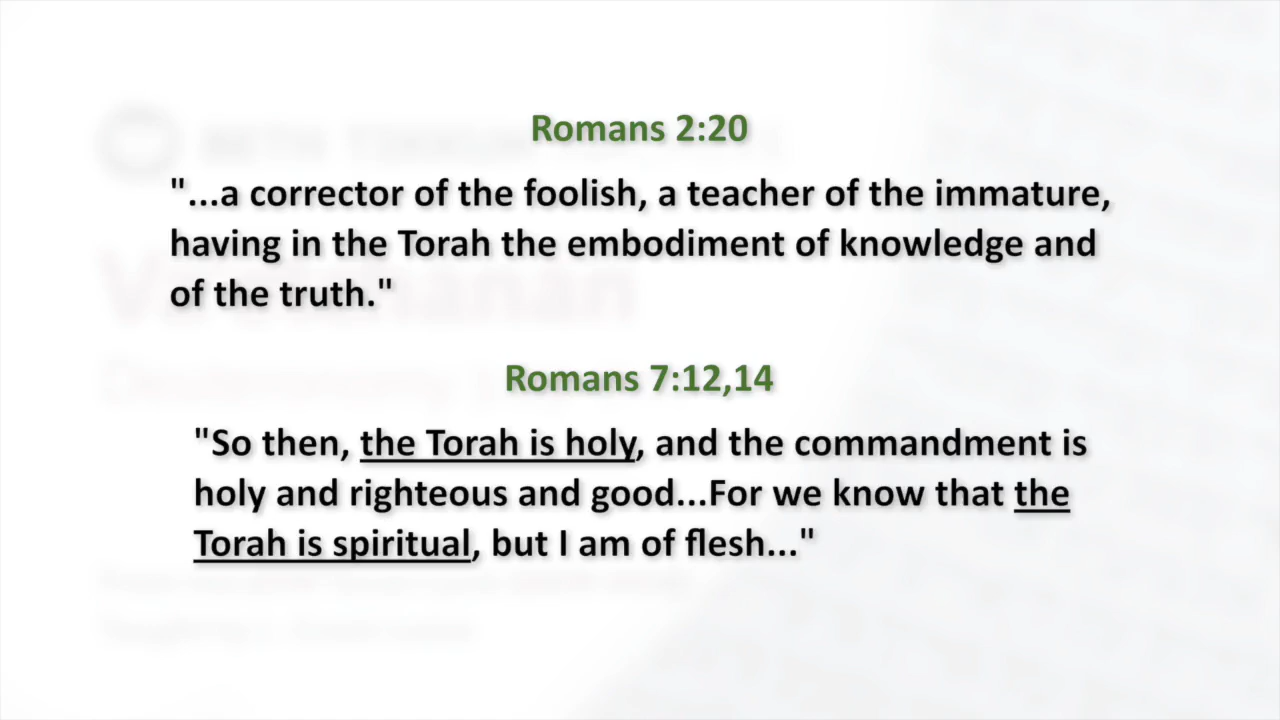 Romans 2:20
"...a corrector of the foolish, a teacher of the immature,
having in the Torah the embodiment of knowledge and
of the truth."
Romans 7:12,14
"So then, the Torah is holy, and the commandment is
holy and righteous and good...For we know that the
Torah is spiritual, but I am of flesh..."